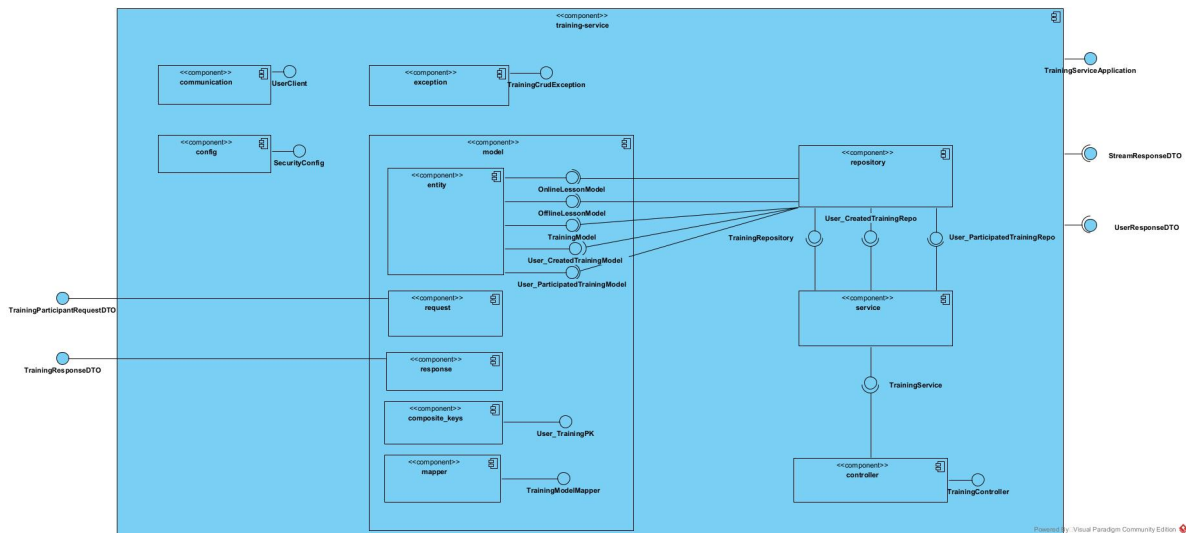 <<component>>
training-service
<<component>>
communication
UserClient
<<component>>
exception
TrainingCrudException
TrainingServiceApplication
<<component>>
config
SecurityConfig
<<component>>
model
<<component>>
repository
StreamResponseDTO
<<component>>
entity
OnlineLessonModel
OfflineLessonModel
TrainingModel
User_CreatedTrainingModel
User_ParticipatedTrainingModel
User_CreatedTrainingRepo
TrainingRepository
User_ParticipatedTrainingRepo
UserResponseDTO
TrainingParticipantRequestDTO
<<component>>
request
<<component>>
service
TrainingResponseDTO
<<component>>
response
TrainingService
<<component>>
composite_keys
User_TrainingPK
<<component>>
mapper
TrainingModelMapper
<<component>>
controller
TrainingController
Powered By Visual Paradigm Community Edition